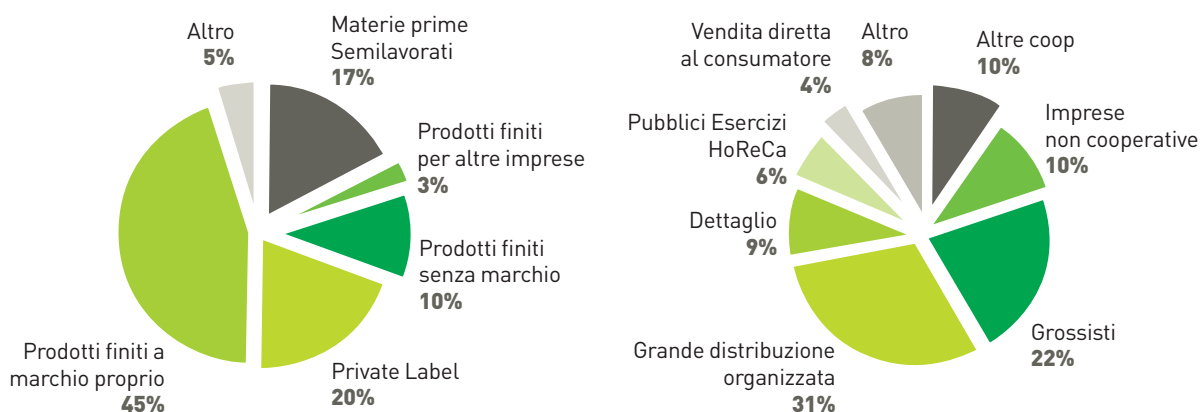 Altro
5%
Materie prime
Semilavorati
17%
Prodotti finiti
per altre imprese
3%
Prodotti finiti
senza marchio
10%
Private Label
20%
Prodotti finiti a
marchio proprio
45%
Vendita diretta
al consumatore
4%
Altro
8%
Altre coop
10%
Imprese
non cooperative
10%
Grossisti
22%
Grande distribuzione
organizzata
31%
Dettaglio
9%
Pubblici Esercizi
HoReCa
6%